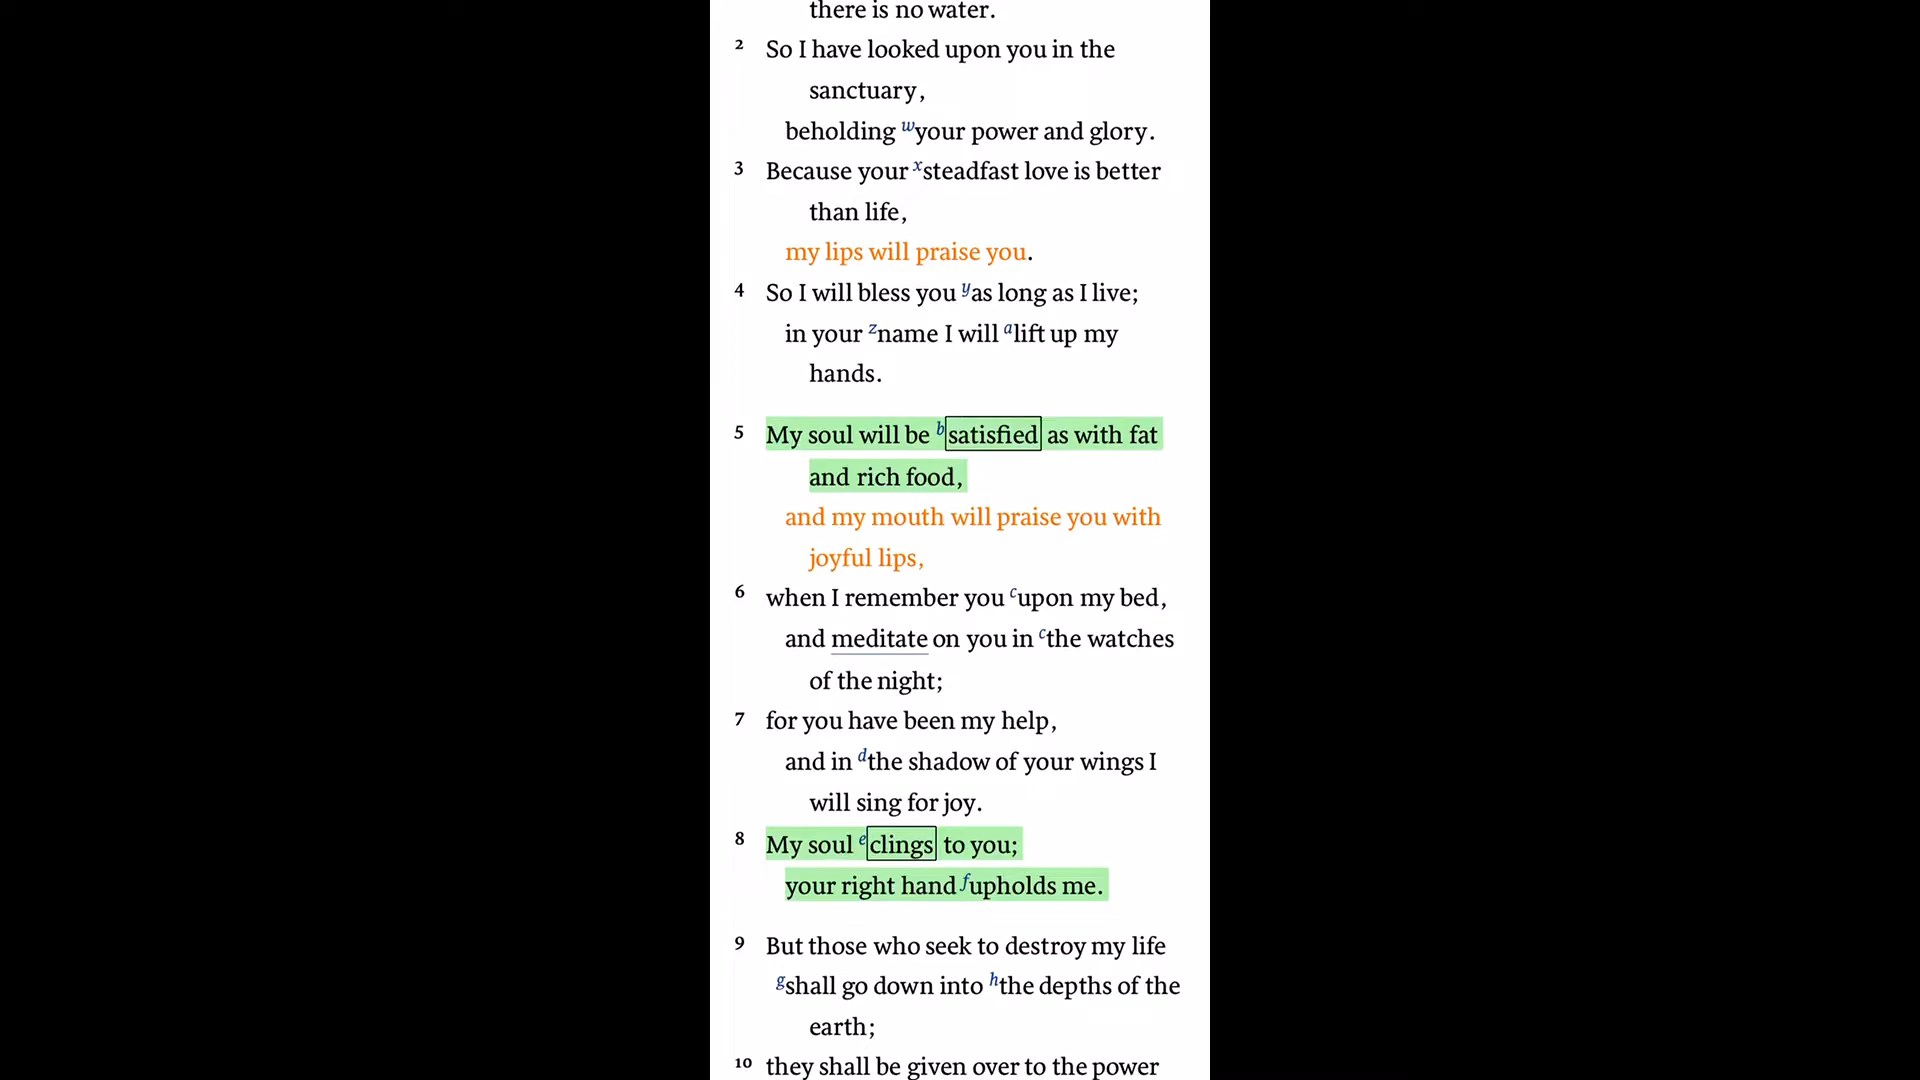 there is no water.
2 So I have looked upon you in the
sanctuary,
beholding wyour power and glory.
3 Because your xsteadfast love is better
than life,
my lips will praise you.
4 So I will bless you yas long as I live;
in your zname I will alift up my
hands.
5 My soul will be bsatisfied as with fat
and rich food,
and my mouth will praise you with
joyful lips,
6 when I remember you cupon my bed,
and meditate on you in cthe watches
of the night;
7 for you have been my help,
and in dthe shadow of your wings I
will sing for joy.
8 My soul eclings to you;
your right hand fupholds me.
9 But those who seek to destroy my life
gshall go down into hthe depths of the
earth;
10 they shall be given over to the power